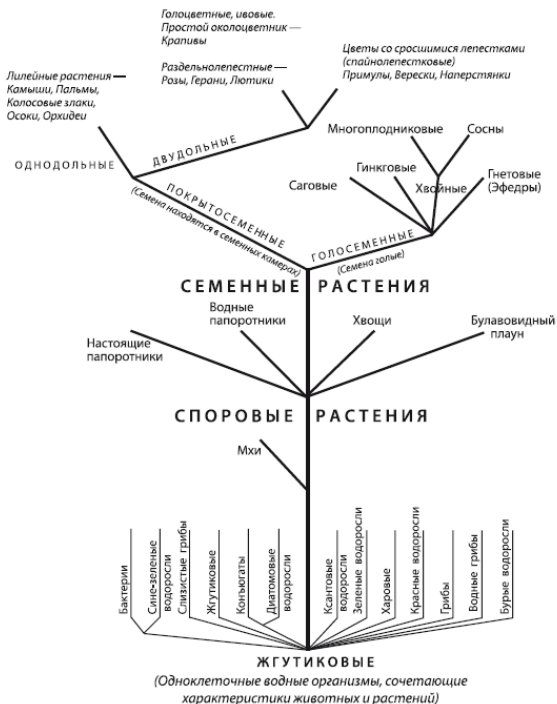 Голоцветные, ивовые.
Простой околоцветник —
Крапивы
Цветы со сросшимися лепестками
(спайнолепестковые)
Примулы, Верески, Наперстянки
Раздельнолепестные —
Розы, Герани, Лютики
Лилейные растения —
Камыши, Пальмы,
Колосовые злаки,
Осоки, Орхидеи
ОДНОДОЛЬНЫЕ
ДВУДОЛЬНЫЕ
Многоплодниковые
Сосны
Гинкговые
Саговые
Хвойные
Гнетовые
(Эфедры)
ПОКРЫТОСЕМЕННЫЕ
(Семена находятся в семенных камерах)
ГОЛОСЕМЕННЫЕ
(Семена голые)
СЕМЕННЫЕ РАСТЕНИЯ
Настоящие
папоротники
Водные
папоротники
Хвощи
Булавовидный
плаун
СПОРОВЫЕ РАСТЕНИЯ
Мхи
Бактерии
Сине-зеленые
водоросли
Слизистые грибы
Жгутиковые
Конъюгаты
Диатомовые
водоросли
Ксантовые
водоросли
Зеленые водоросли
Харовые
Красные водоросли
Грибы
Водные грибы
Бурые водоросли
ЖГУТИКОВЫЕ
(Одноклеточные водные организмы, сочетающие
характеристики животных и растений)